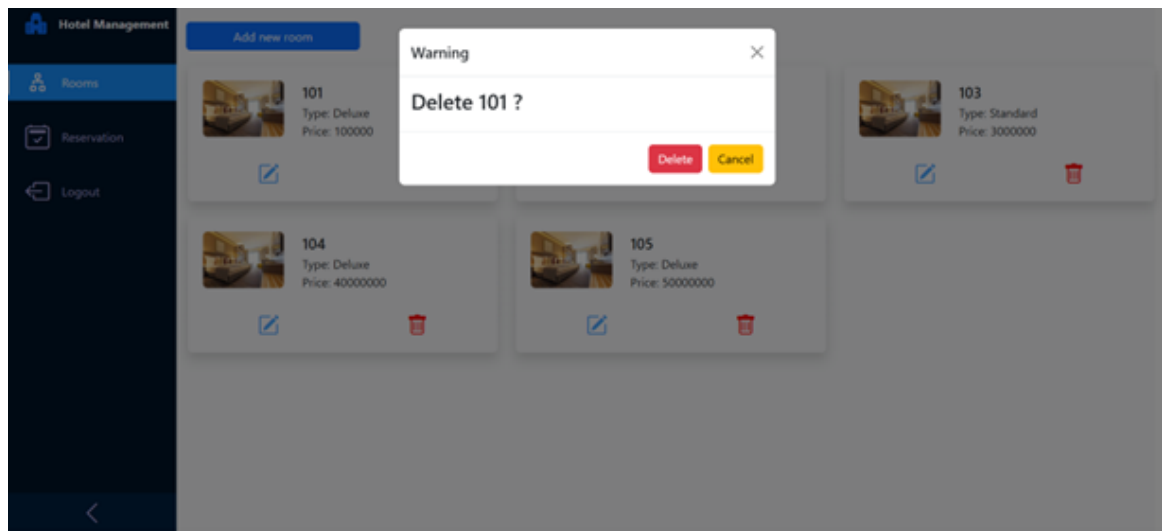 Hotel Management
Rooms
Reservation
Logout
Add new room
Warning
Delete 101 ?
Delete
Cancel
101
Type: Deluxe
Price: 100000
103
Type: Standard
Price: 3000000
104
Type: Deluxe
Price: 40000000
105
Type: Deluxe
Price: 50000000